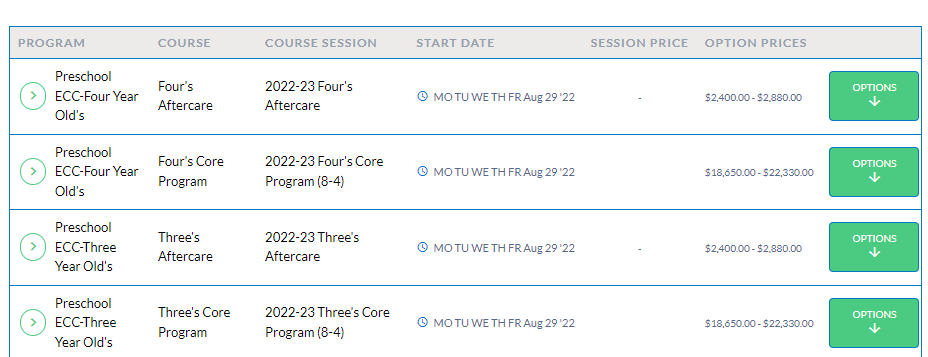 PROGRAM COURSE COURSE SESSION START DATE SESSION PRICE OPTION PRICES
Preschool ECC-Four Year Old's
Four's Aftercare
2022-23 Four's Aftercare
MO TU WE TH FR Aug 29 '22
-
$2,400.00 - $2,880.00
OPTIONS
Preschool ECC-Four Year Old's
Four's Core Program
2022-23 Four's Core Program (8-4)
MO TU WE TH FR Aug 29 '22
$18,650.00 - $22,330.00
OPTIONS
Preschool ECC-Three Year Old's
Three's Aftercare
2022-23 Three's Aftercare
MO TU WE TH FR Aug 29 '22
-
$2,400.00 - $2,880.00
OPTIONS
Preschool ECC-Three Year Old's
Three's Core Program
2022-23 Three's Core Program (8-4)
MO TU WE TH FR Aug 29 '22
$18,650.00 - $22,330.00
OPTIONS